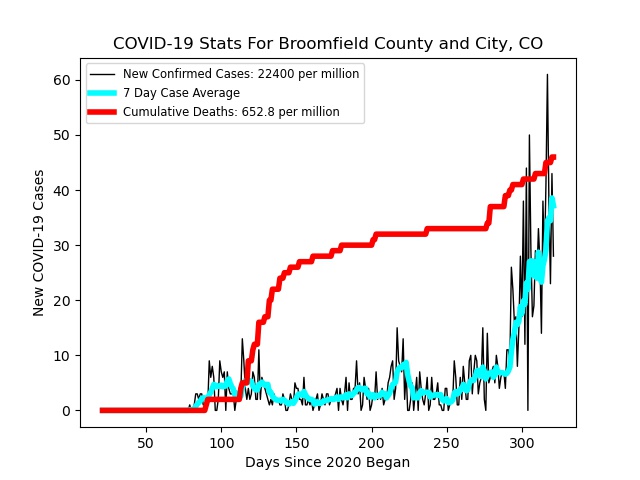 COVID-19 Stats For Broomfield County and City, CO
New Confirmed Cases: 22400 per million
7 Day Case Average
Cumulative Deaths: 652.8 per million
New COVID-19 Cases
60
50
40
30
20
10
0
50 100 150 200 250 300
Days Since 2020 Began